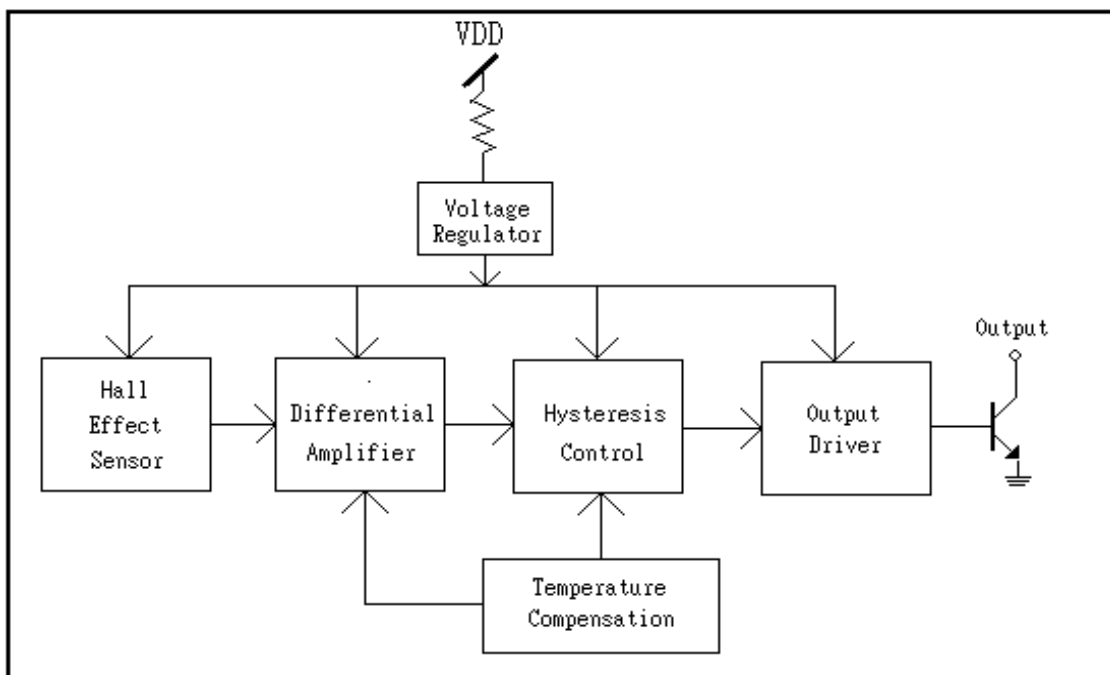 VDD
Voltage
Regulator
Hall
Effect
Sensor
Differential
Amplifier
Hysteresis
Control
Output
Driver
Output
Temperature
Compensation